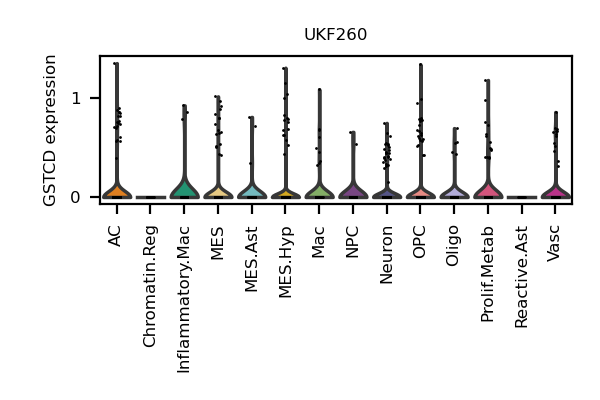 UKF260
GSTCD expression
1
0
AC
Chromatin.Reg
Inflammatory.Mac
MES
MES.Ast
MES.Hyp
Mac
NPC
Neuron
OPC
Oligo
Prolif.Metab
Reactive.Ast
Vasc